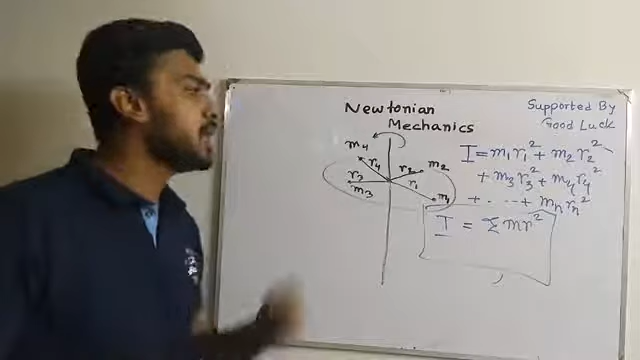 Newtonian
Mechanics
Supported By
Good Luck
m₄
r₄
r₂ m₂
r₃
r₁
m₃
m₁
I = m₁r₁² + m₂r₂²
+ m₃r₃² + m₄r₄²
+ ... + mₙrₙ²
I = Σ mr²